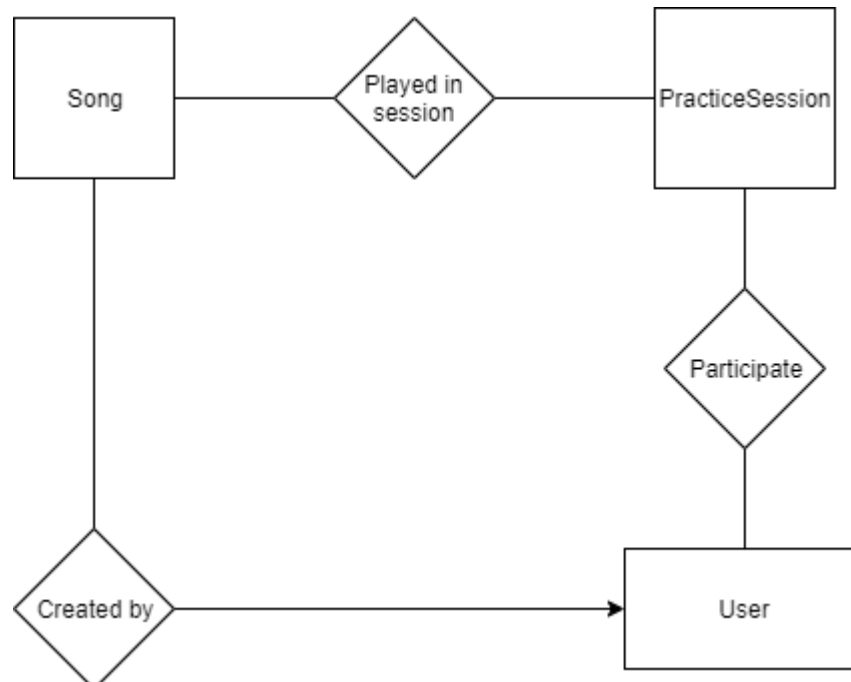 Song
Played in
session
PracticeSession
Participate
Created by
User